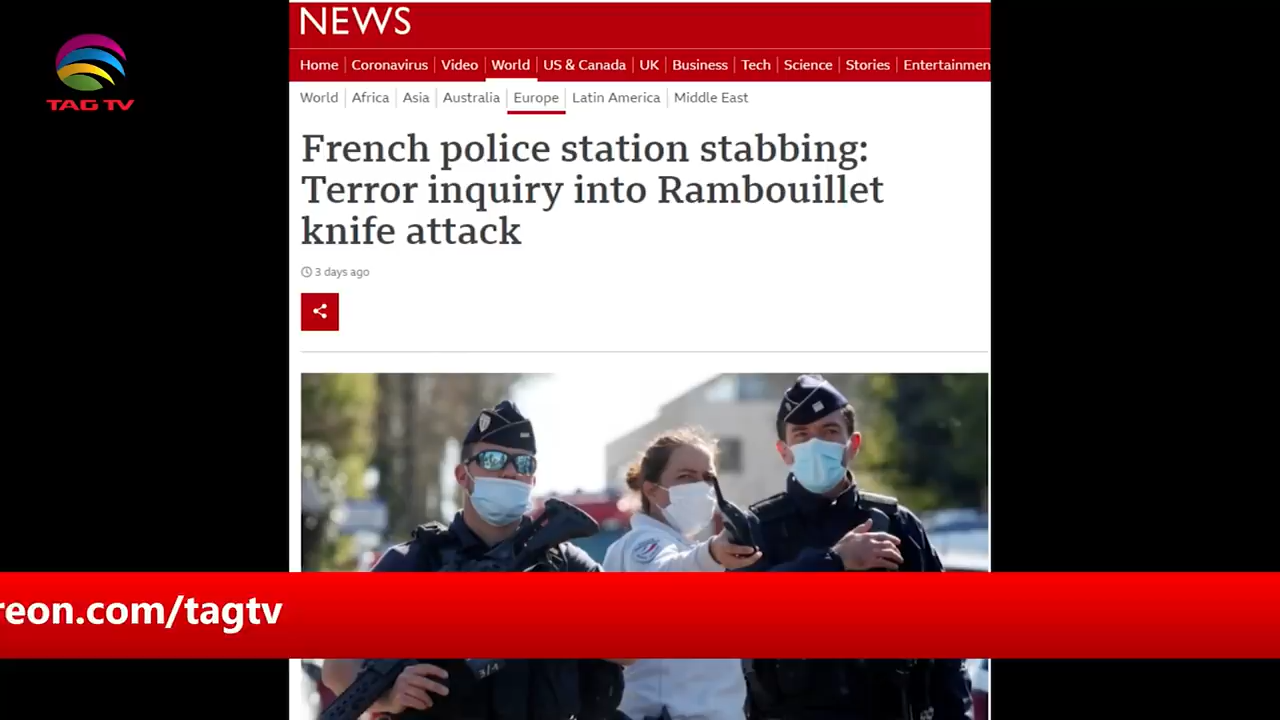 NEWS
TAG TV
Home Coronavirus Video World US & Canada UK Business Tech Science Stories Entertainmen
World Africa Asia Australia Europe Latin America Middle East
French police station stabbing:
Terror inquiry into Rambouillet
knife attack
3 days ago
reon.com/tagtv